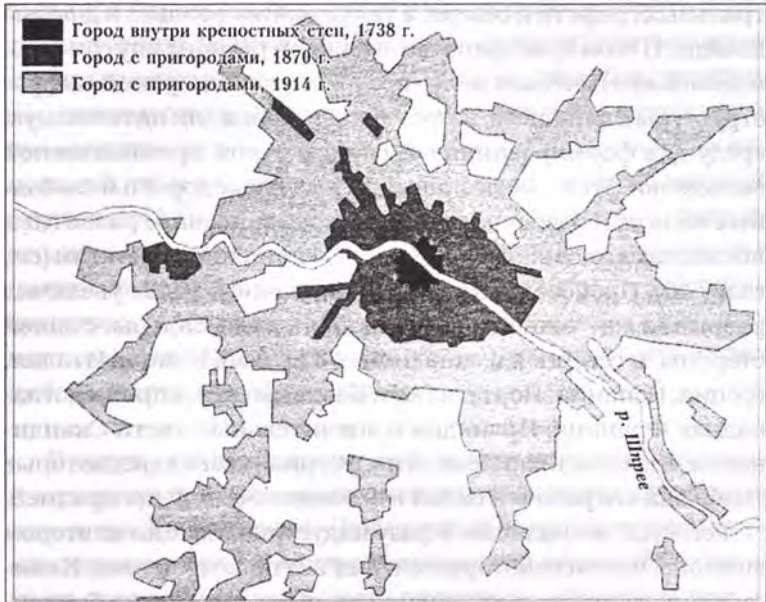 Город внутри крепостных стен, 1738 г.
Город с пригородами, 1870 г.
Город с пригородами, 1914 г.
р. Шпрее